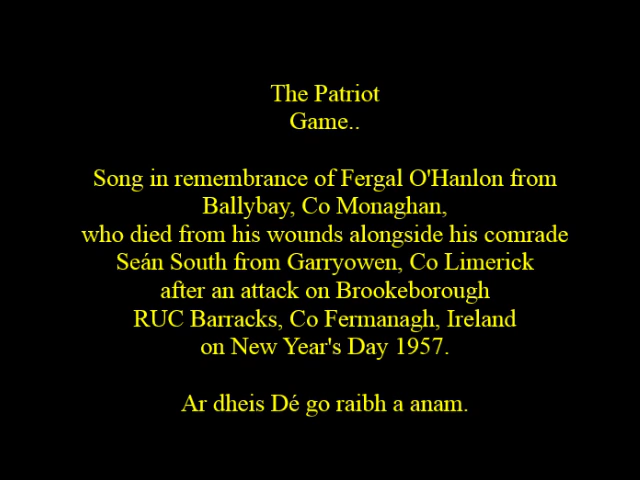 The Patriot
Game..
Song in remembrance of Fergal O'Hanlon from
Ballybay, Co Monaghan,
who died from his wounds alongside his comrade
Seán South from Garryowen, Co Limerick
after an attack on Brookeborough
RUC Barracks, Co Fermanagh, Ireland
on New Year's Day 1957.
Ar dheis Dé go raibh a anam.